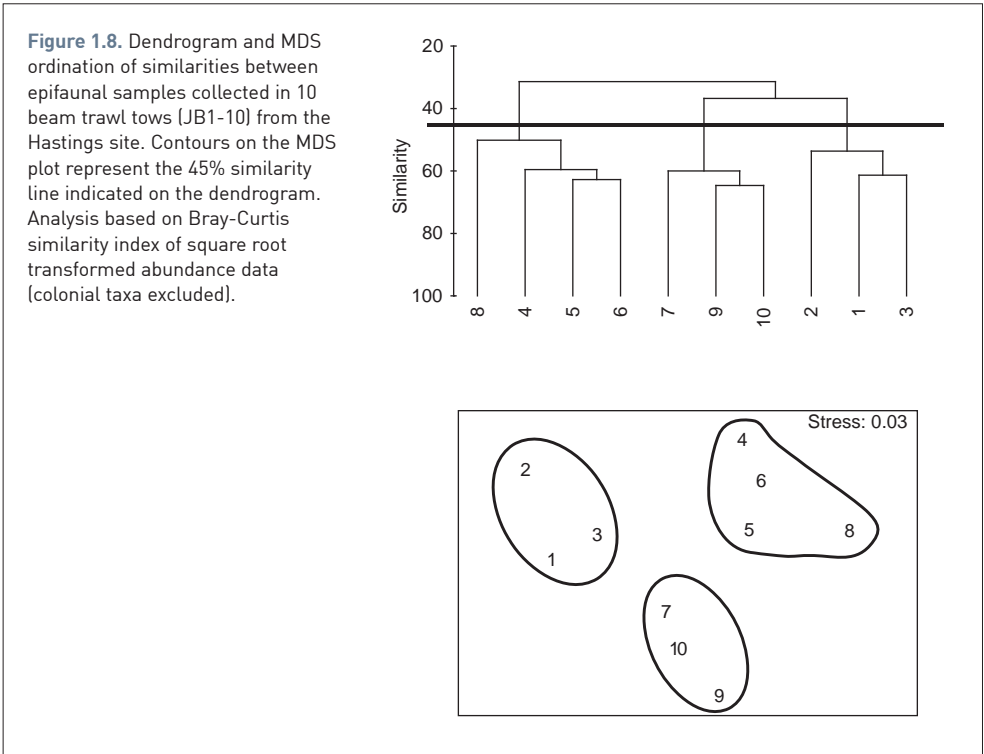 Figure 1.8. Dendrogram and MDS
ordination of similarities between
epifaunal samples collected in 10
beam trawl tows (JB1-10) from the
Hastings site. Contours on the MDS
plot represent the 45% similarity
line indicated on the dendrogram.
Analysis based on Bray-Curtis
similarity index of square root
transformed abundance data
(colonial taxa excluded).
Similarity
20
40
60
80
100
8 4 5 6 7 9 10 2 1 3
Stress: 0.03
4
2
6
5 8
3
1
7
10
9